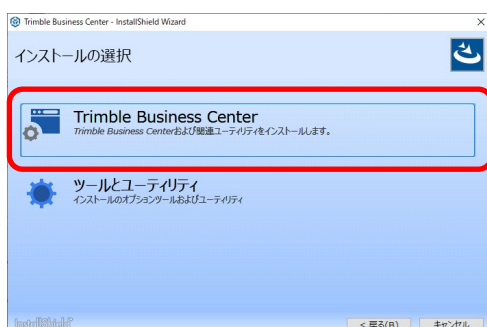 Trimble Business Center - InstallShield Wizard
インストールの選択
Trimble Business Center
Trimble Business Centerおよび関連ユーティリティをインストールします。
ツールとユーティリティ
インストールのオプションツールおよびユーティリティ
InstallShield
< 戻る(B)
キャンセル